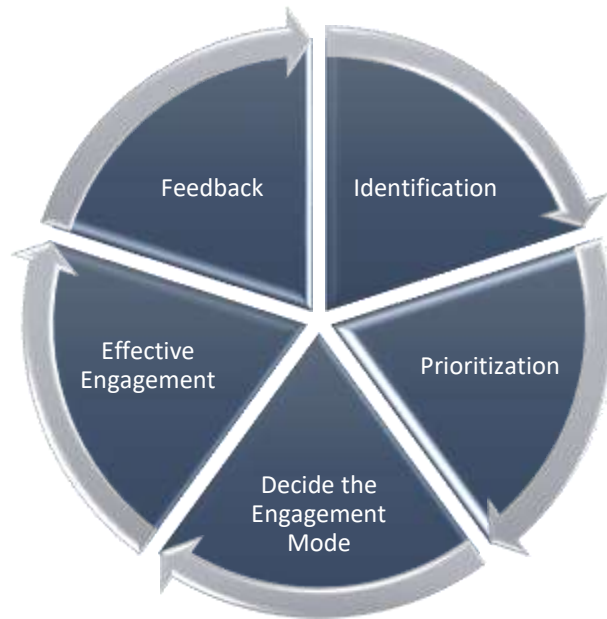 Identification
Prioritization
Decide the
Engagement
Mode
Effective
Engagement
Feedback